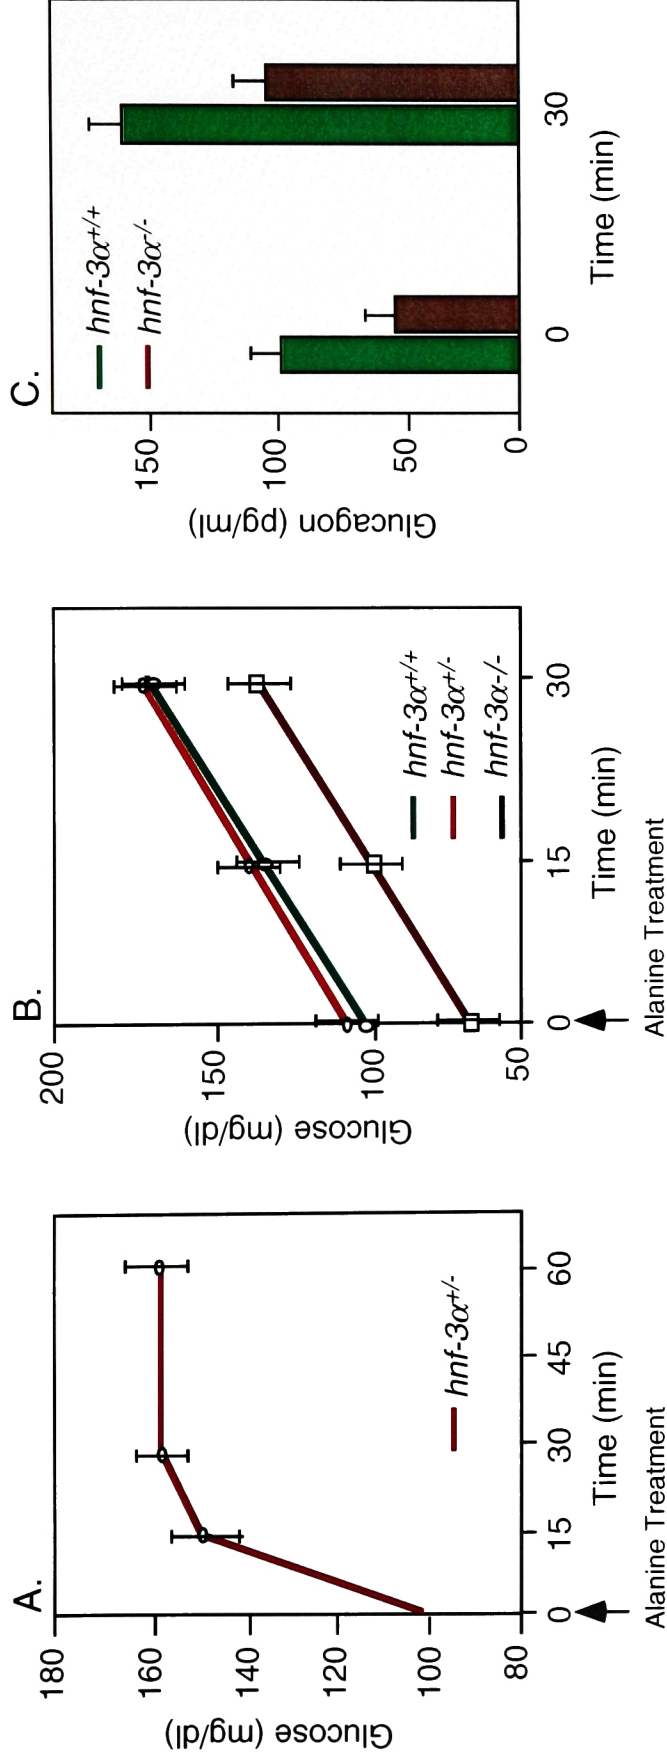 A.
180
160
140
120
100
80
Glucose (mg/dl)
hnf-3α+/-
0
15
30
45
60
Time (min)
Alanine Treatment
B.
200
150
100
50
Glucose (mg/dl)
hnf-3α+/+
hnf-3α+/-
hnf-3α-/-
0
15
30
Time (min)
Alanine Treatment
C.
150
100
50
0
Glucagon (pg/ml)
hnf-3α+/+
hnf-3α-/-
0
30
Time (min)